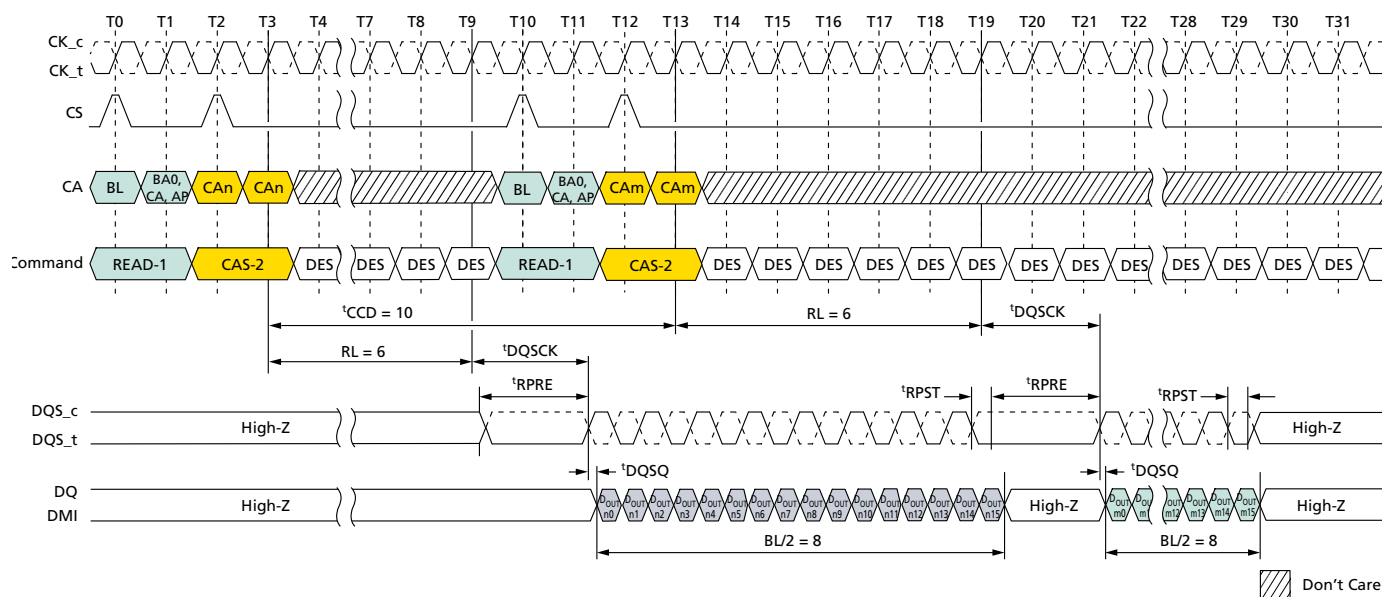 T0 T1 T2 T3 T4 T7 T8 T9 T10 T11 T12 T13 T14 T15 T16 T17 T18 T19 T20 T21 T22 T28 T29 T30 T31
CK_c
CK_t
CS
CA BL BA0, CA, AP CAn CAn BL BA0, CA, AP CAm CAm
Command READ-1 CAS-2 DES DES DES DES READ-1 CAS-2 DES DES DES DES DES DES DES DES DES DES DES DES DES
tCCD = 10 RL = 6 tDQSCK
RL = 6 tDQSCK
tRPRE tRPST tRPRE tRPST
DQS_c
DQS_t
High-Z High-Z
tDQSQ tDQSQ
DQ
DMI
High-Z DOUT n0 DOUT n1 DOUT n2 DOUT n3 DOUT n4 DOUT n5 DOUT n6 DOUT n7 DOUT n8 DOUT n9 DOUT n10 DOUT n11 DOUT n12 DOUT n13 DOUT n14 DOUT n15 High-Z DOUT m0 DOUT m12 DOUT m13 DOUT m14 DOUT m15 High-Z
BL/2 = 8 BL/2 = 8
Don't Care